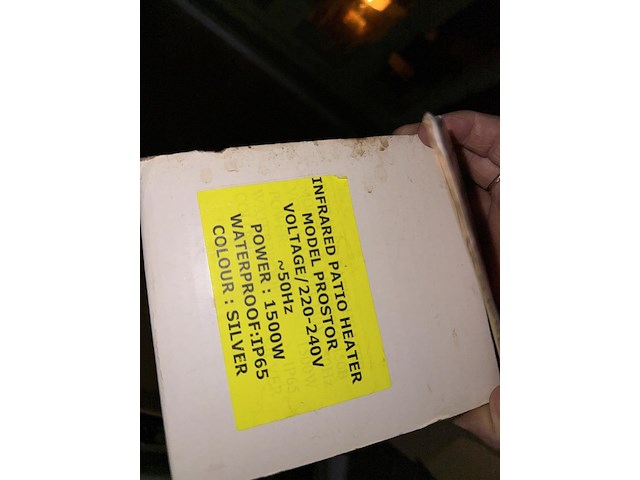 INFRARED PATIO HEATER
MODEL PROSTOR
VOLTAGE/220-240V
~50Hz
POWER : 1500W
WATERPROOF:IP65
COLOUR : SILVER